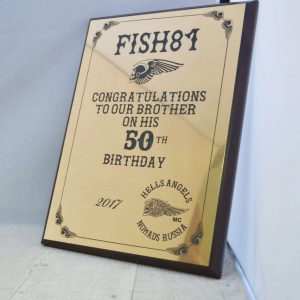 FISH81
CONGRATULATIONS
TO OUR BROTHER
ON HIS
50TH
BIRTHDAY
2017
HELLS ANGELS
MC
NOMADS RUSSIA